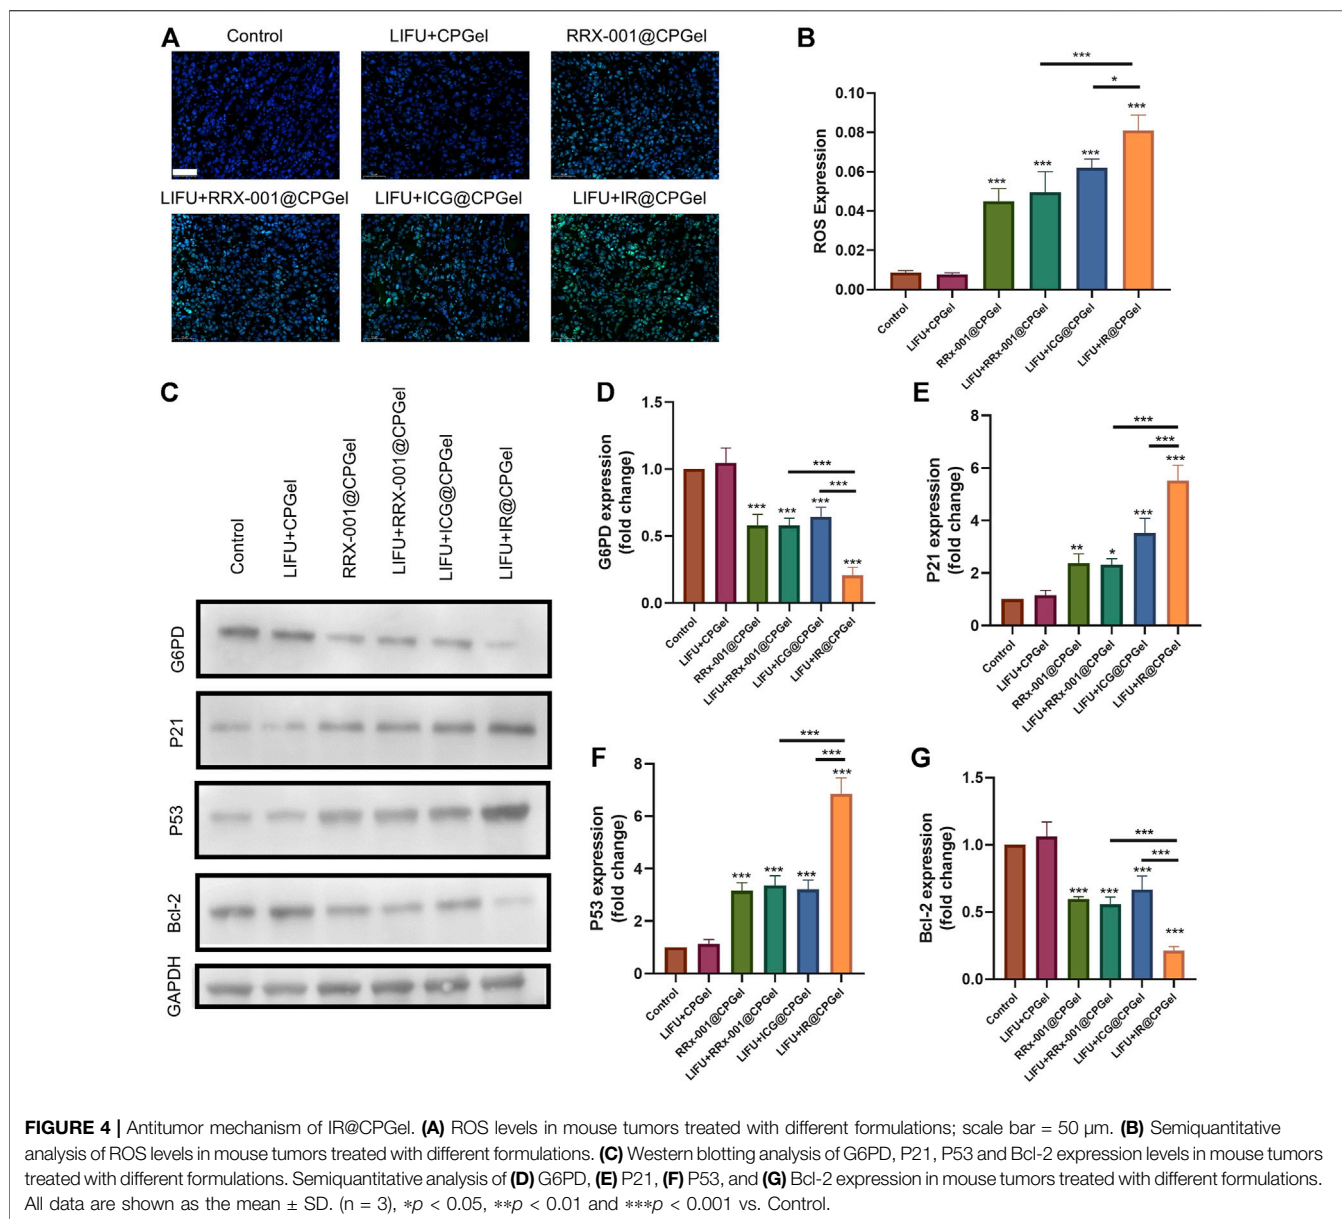 A
Control
LIFU+CPGel
RRX-001@CPGel
LIFU+RRX-001@CPGel
LIFU+ICG@CPGel
LIFU+IR@CPGel
B
ROS Expression
0.10
0.08
0.06
0.04
0.02
0.00
***
*
***
***
***
***
Control
LIFU+CPGel
RRx-001@CPGel
LIFU+RRx-001@CPGel
LIFU+ICG@CPGel
LIFU+IR@CPGel
C
Control
LIFU+CPGel
RRX-001@CPGel
LIFU+RRX-001@CPGel
LIFU+ICG@CPGel
LIFU+IR@CPGel
G6PD
P21
P53
Bcl-2
GAPDH
D
G6PD expression
(fold change)
1.5
1.0
0.5
0.0
***
***
***
***
***
***
Control
LIFU+CPGel
RRx-001@CPGel
LIFU+RRx-001@CPGel
LIFU+ICG@CPGel
LIFU+IR@CPGel
E
P21 expression
(fold change)
8
6
4
2
0
***
***
***
***
**
*
Control
LIFU+CPGel
RRx-001@CPGel
LIFU+RRx-001@CPGel
LIFU+ICG@CPGel
LIFU+IR@CPGel
F
P53 expression
(fold change)
8
6
4
2
0
***
***
***
***
***
***
Control
LIFU+CPGel
RRx-001@CPGel
LIFU+RRx-001@CPGel
LIFU+ICG@CPGel
LIFU+IR@CPGel
G
Bcl-2 expression
(fold change)
1.5
1.0
0.5
0.0
***
***
***
***
***
***
Control
LIFU+CPGel
RRx-001@CPGel
LIFU+RRx-001@CPGel
LIFU+ICG@CPGel
LIFU+IR@CPGel
FIGURE 4 | Antitumor mechanism of IR@CPGel. (A) ROS levels in mouse tumors treated with different formulations; scale bar = 50 μm. (B) Semiquantitative
analysis of ROS levels in mouse tumors treated with different formulations. (C) Western blotting analysis of G6PD, P21, P53 and Bcl-2 expression levels in mouse tumors
treated with different formulations. Semiquantitative analysis of (D) G6PD, (E) P21, (F) P53, and (G) Bcl-2 expression in mouse tumors treated with different formulations.
All data are shown as the mean ± SD. (n = 3), *p < 0.05, **p < 0.01 and ***p < 0.001 vs. Control.